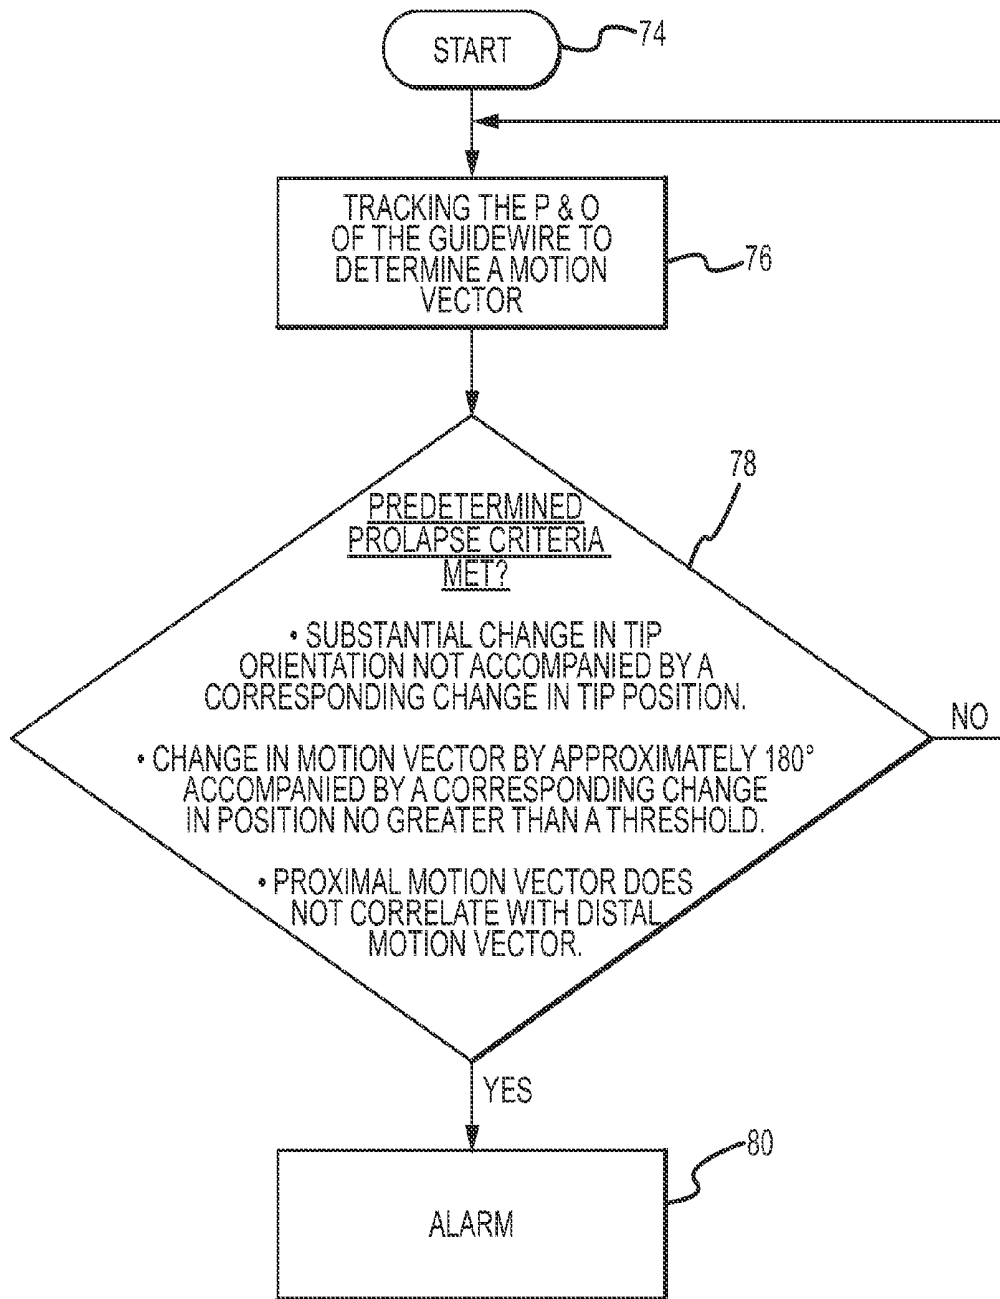 START
74
TRACKING THE P & O
OF THE GUIDEWIRE TO
DETERMINE A MOTION
VECTOR
76
78
PREDETERMINED
PROLAPSE CRITERIA
MET?
• SUBSTANTIAL CHANGE IN TIP
ORIENTATION NOT ACCOMPANIED BY A
CORRESPONDING CHANGE IN TIP POSITION.
NO
• CHANGE IN MOTION VECTOR BY APPROXIMATELY 180°
ACCOMPANIED BY A CORRESPONDING CHANGE
IN POSITION NO GREATER THAN A THRESHOLD.
• PROXIMAL MOTION VECTOR DOES
NOT CORRELATE WITH DISTAL
MOTION VECTOR.
YES
80
ALARM